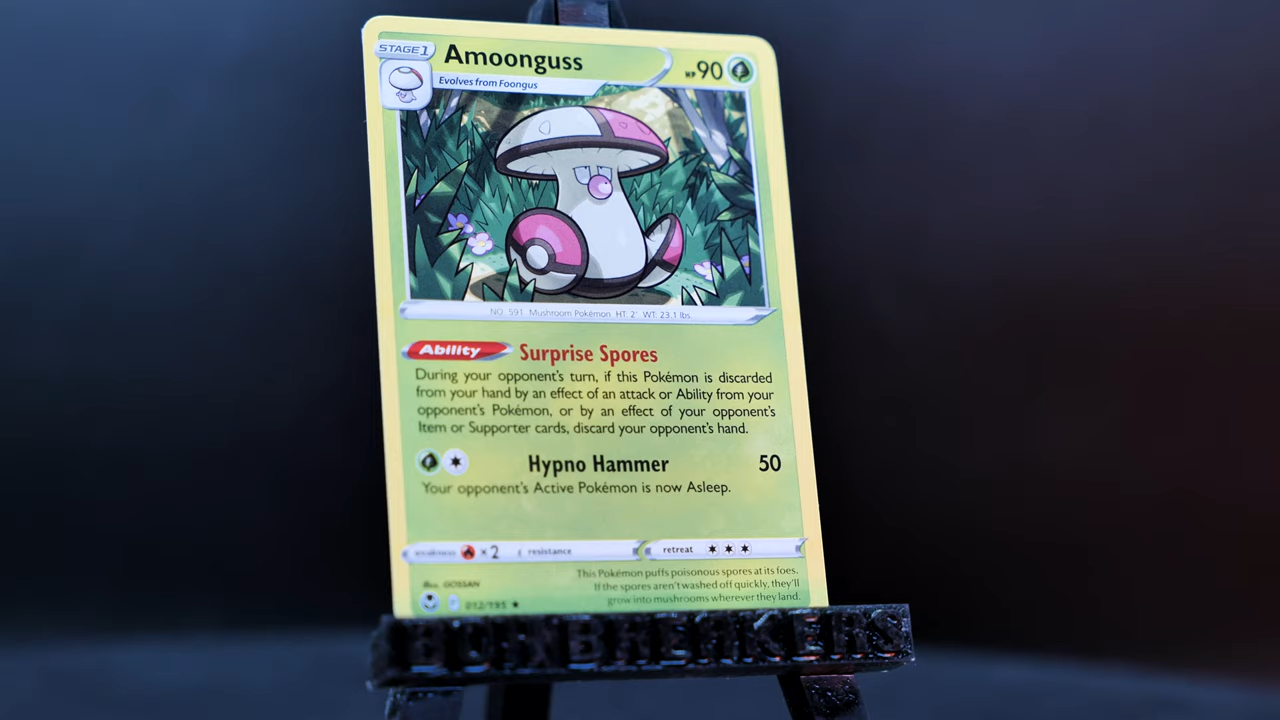 STAGE 1
Amoonguss
HP 90
Evolves from Foongus
NO. 591 Mushroom Pokémon HT: 2' WT: 23.1 lbs.
Ability Surprise Spores
During your opponent's turn, if this Pokémon is discarded
from your hand by an effect of an attack or Ability from your
opponent's Pokémon, or by an effect of your opponent's
Item or Supporter cards, discard your opponent's hand.
Hypno Hammer 50
Your opponent's Active Pokémon is now Asleep.
weakness ×2 resistance retreat
This Pokémon puffs poisonous spores at its foes.
If the spores aren't washed off quickly, they'll
grow into mushrooms wherever they land.
Illus. GOSSAN
012/195